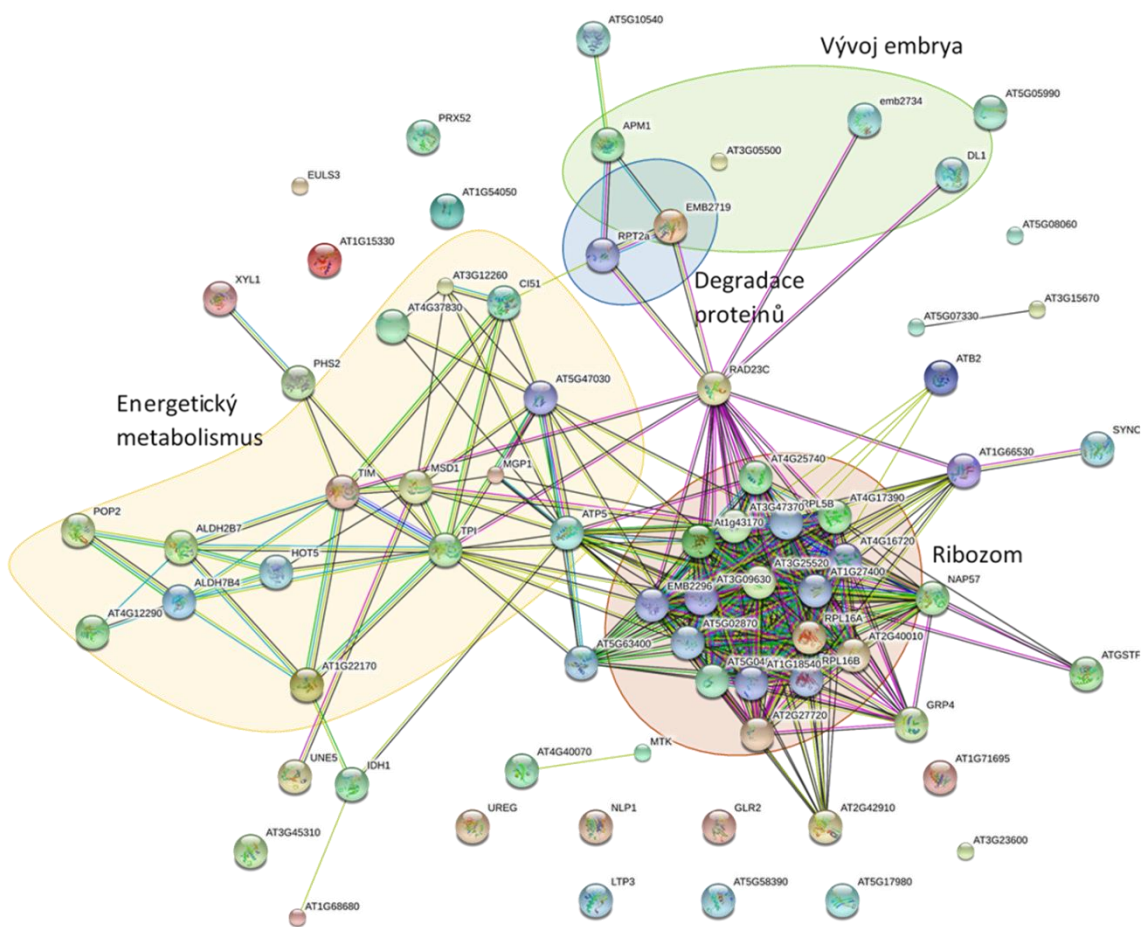 AT5G10540
Vývoj embrya
AT5G05990
emb2734
PRX52
APM1
AT3G05500
DL1
EULS3
AT1G54050
EMB2719
AT5G08060
RPT2a
AT1G15330
Degradace
proteinů
AT3G12260
CI51
XYL1
AT4G37830
AT3G15670
AT5G07330
PHS2
RAD23C
ATB2
AT5G47030
Energetický
metabolismus
SYNC
AT1G66530
AT4G25740
TIM
MSD1
MGP1
AT4G17390
AT3G47370
RPL5B
POP2
ALDH2B7
TPI
ATP5
At1g43170
AT4G16720
HOT5
Ribozom
AT3G25520
ALDH7B4
EMB2296
AT3G09630
AT1G27400
NAP57
AT4G12290
AT5G02870
RPL16A
AT2G40010
AT5G63400
AT1G22170
AT5G04
AT1G18540
RPL16B
ATGSTF
AT2G27720
GRP4
UNE5
IDH1
AT4G40070
MTK
AT1G71695
UREG
NLP1
GLR2
AT2G42910
AT3G45310
AT3G23600
AT1G68680
LTP3
AT5G58390
AT5G17980